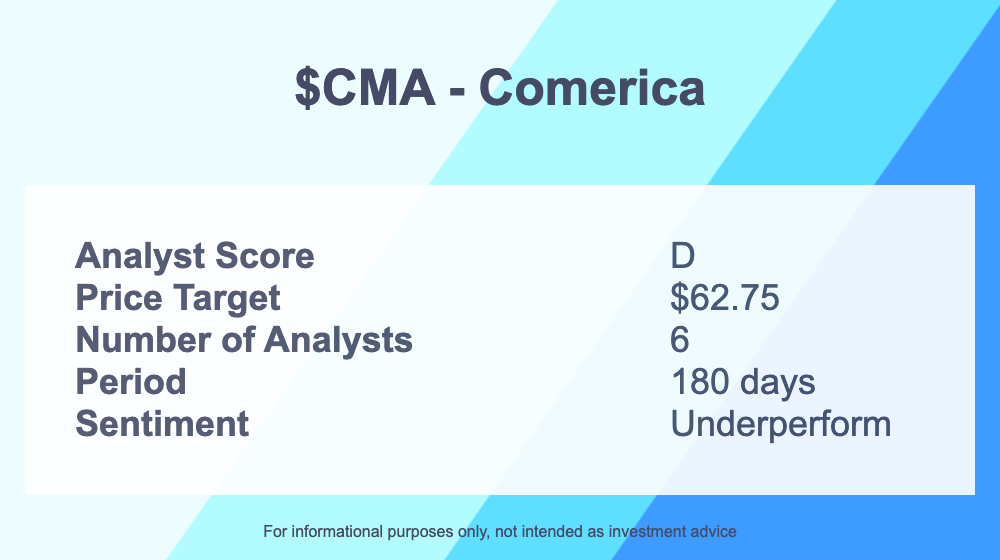 $CMA - Comerica
Analyst Score D
Price Target $62.75
Number of Analysts 6
Period 180 days
Sentiment Underperform
For informational purposes only, not intended as investment advice